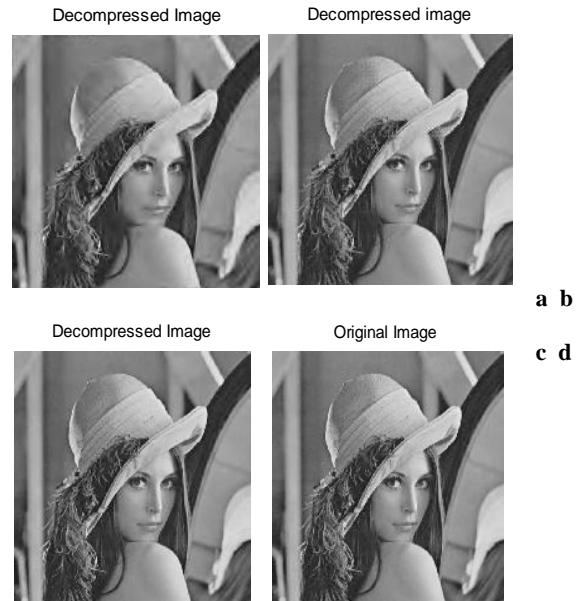 Decompressed Image
Decompressed image
a b
Decompressed Image
Original Image
c d